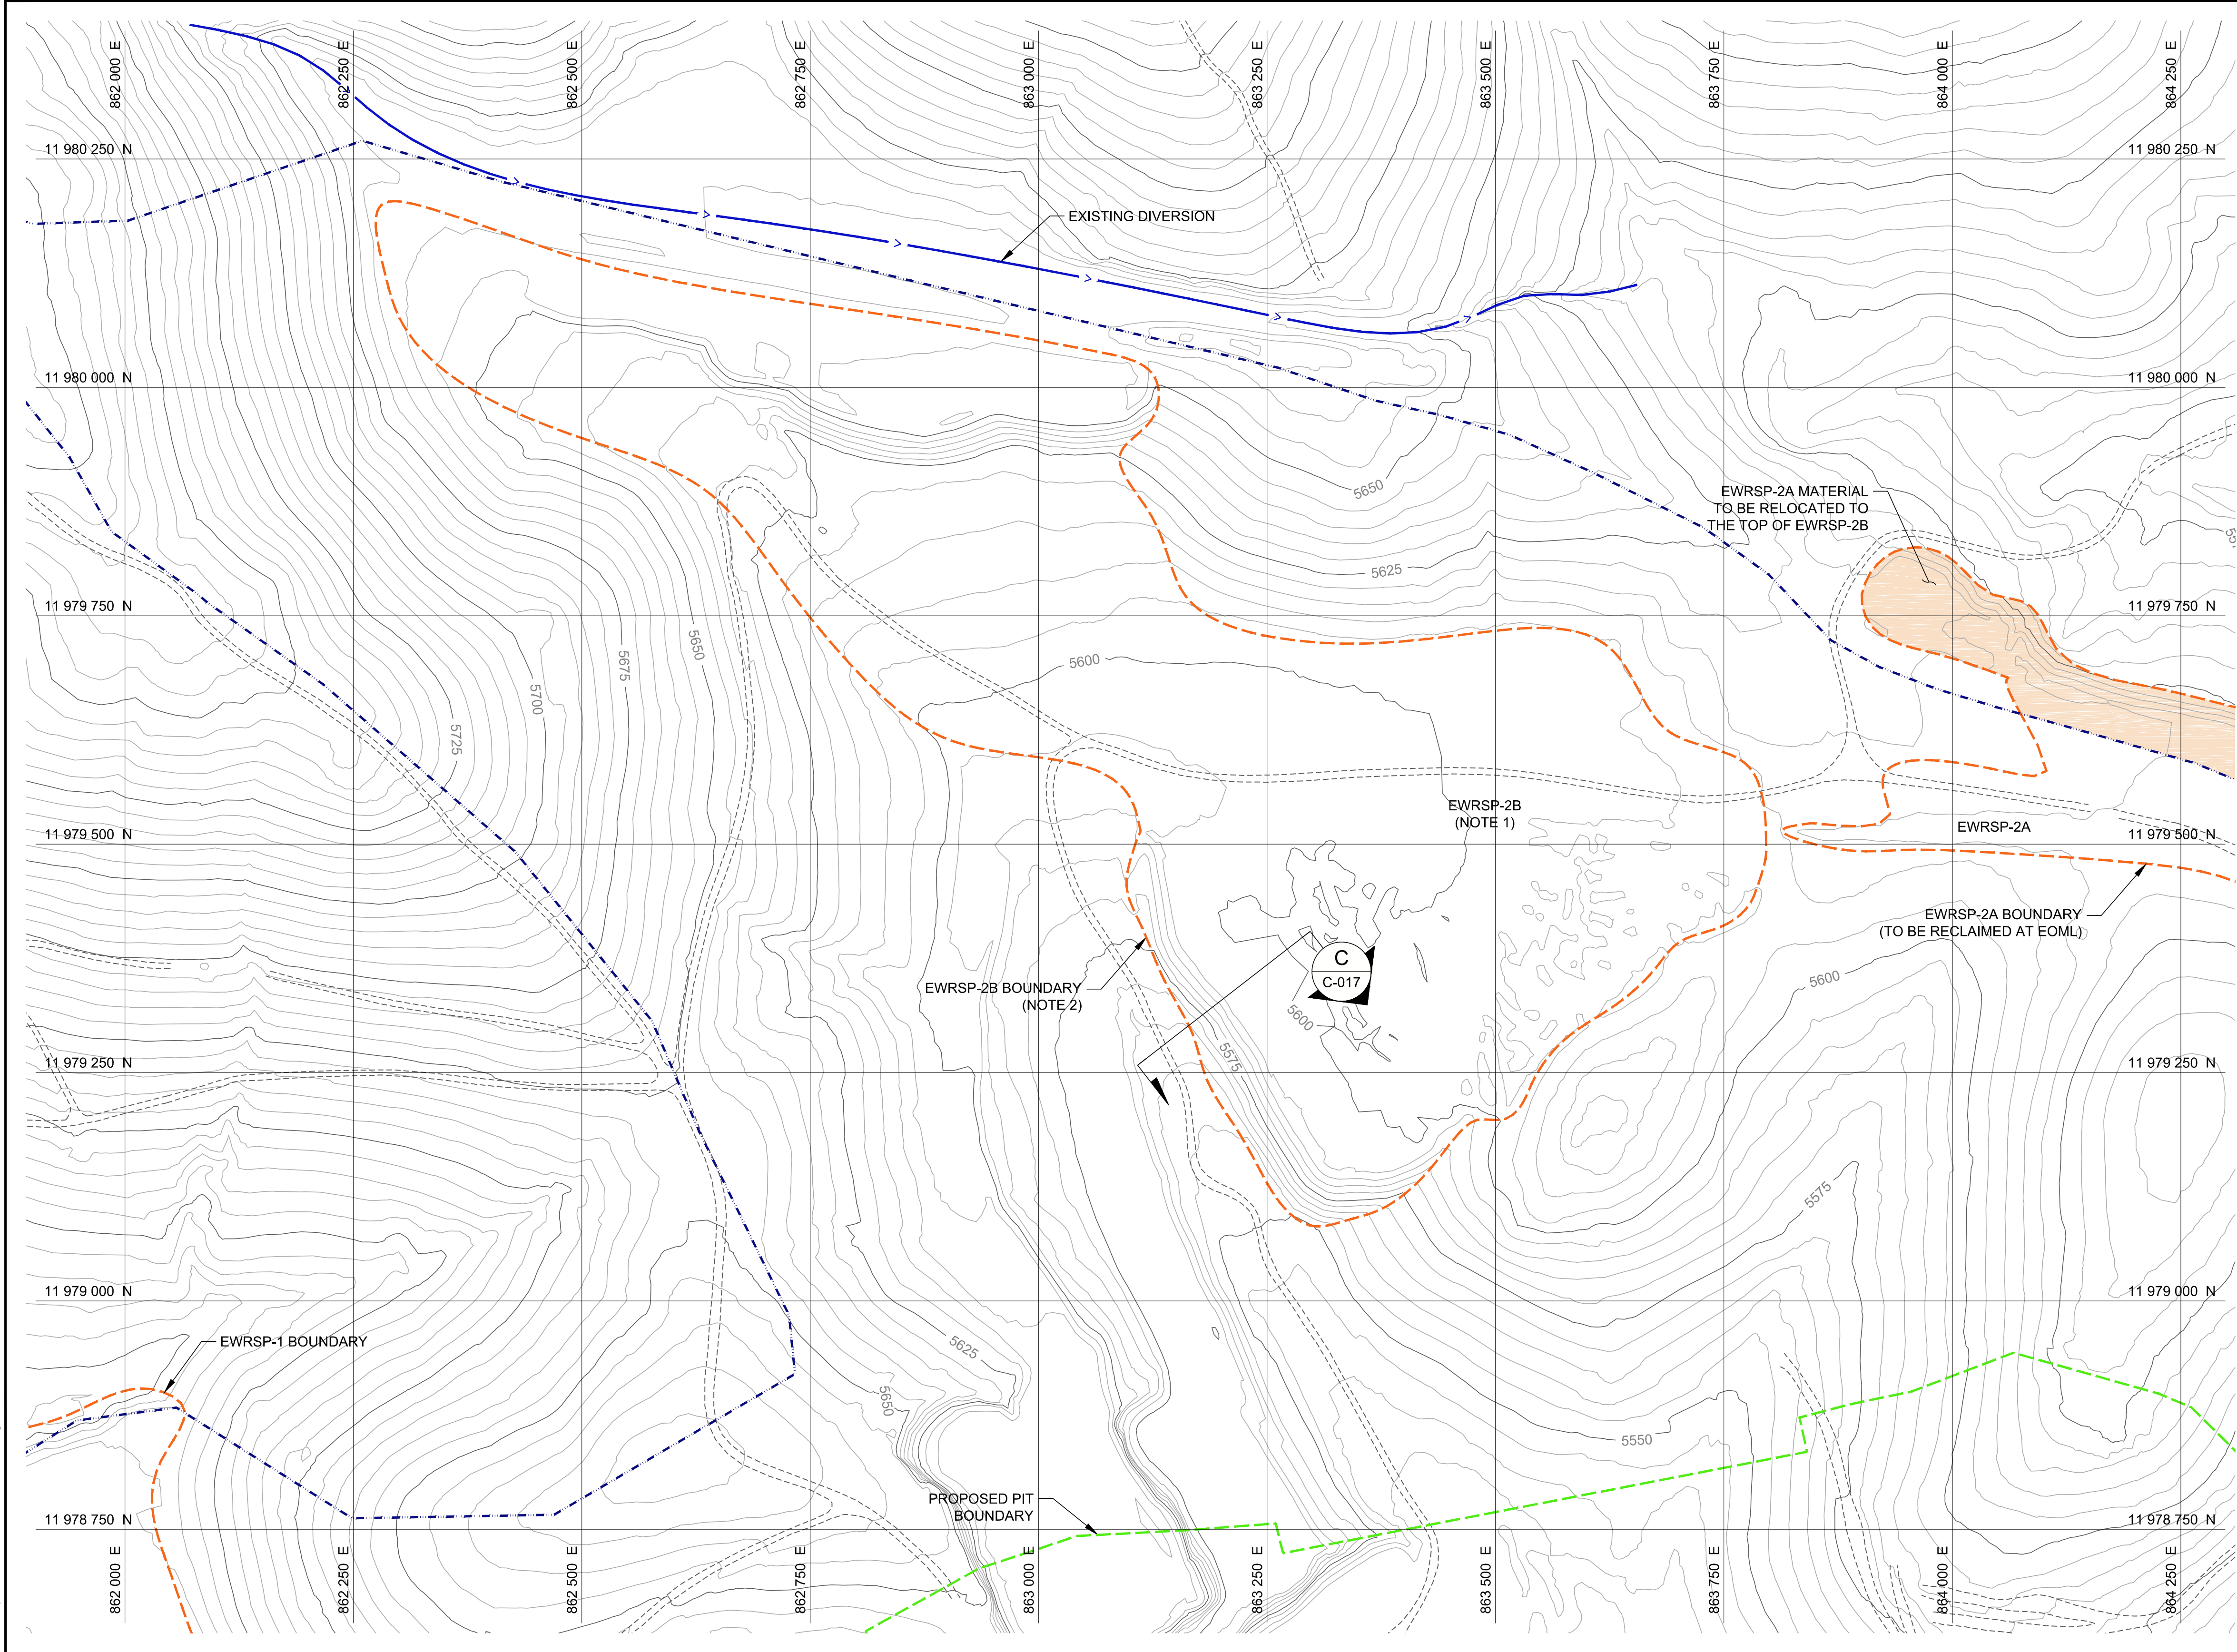 862 000 E
862 250 E
862 500 E
862 750 E
863 000 E
863 250 E
863 500 E
863 750 E
864 000 E
864 250 E
11 980 250 N
11 980 250 N
EXISTING DIVERSION
11 980 000 N
11 980 000 N
5650
EWRSP-2A MATERIAL
TO BE RELOCATED TO
THE TOP OF EWRSP-2B
5625
11 979 750 N
11 979 750 N
5650
5675
5700
5725
5600
EWRSP-2B
(NOTE 1)
EWRSP-2A
11 979 500 N
11 979 500 N
EWRSP-2A BOUNDARY
(TO BE RECLAIMED AT EOML)
C
C-017
EWRSP-2B BOUNDARY
(NOTE 2)
5600
5600
5575
11 979 250 N
11 979 250 N
5575
11 979 000 N
11 979 000 N
EWRSP-1 BOUNDARY
5625
5650
5550
PROPOSED PIT
BOUNDARY
11 978 750 N
11 978 750 N
862 000 E
862 250 E
862 500 E
862 750 E
863 000 E
863 250 E
863 500 E
863 750 E
864 000 E
864 250 E